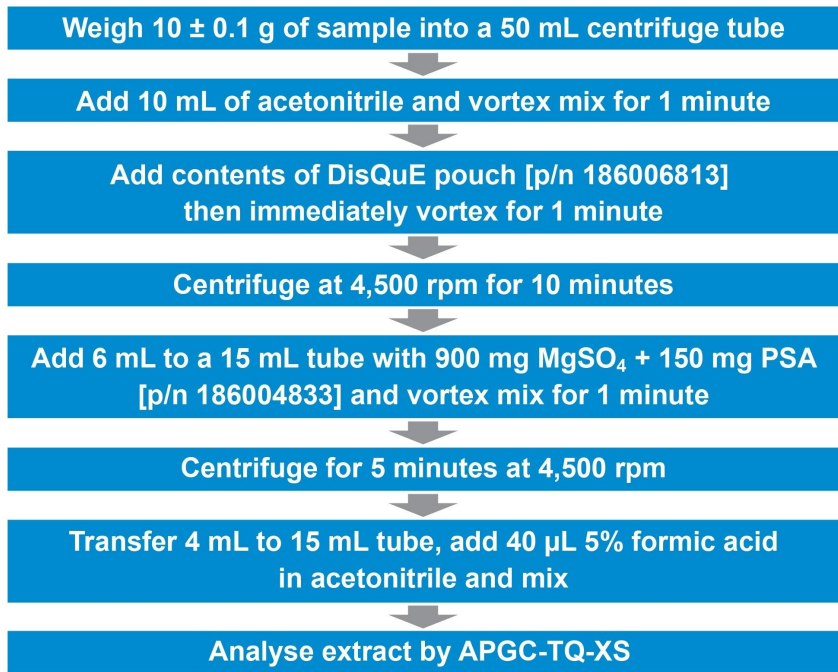 Weigh 10 ± 0.1 g of sample into a 50 mL centrifuge tube
Add 10 mL of acetonitrile and vortex mix for 1 minute
Add contents of DisQuE pouch [p/n 186006813]
then immediately vortex for 1 minute
Centrifuge at 4,500 rpm for 10 minutes
Add 6 mL to a 15 mL tube with 900 mg MgSO₄ + 150 mg PSA
[p/n 186004833] and vortex mix for 1 minute
Centrifuge for 5 minutes at 4,500 rpm
Transfer 4 mL to 15 mL tube, add 40 µL 5% formic acid
in acetonitrile and mix
Analyse extract by APGC-TQ-XS